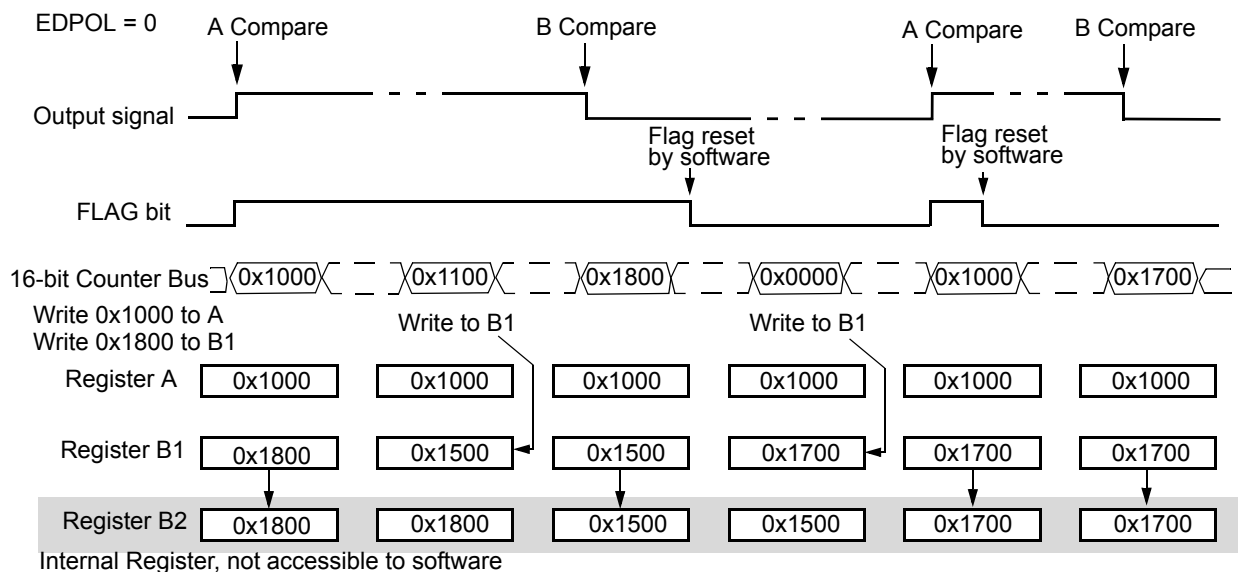 EDPOL = 0
A Compare
B Compare
A Compare
B Compare
Output signal
Flag reset
by software
Flag reset
by software
FLAG bit
16-bit Counter Bus
0x1000
0x1100
0x1800
0x0000
0x1000
0x1700
Write 0x1000 to A
Write 0x1800 to B1
Write to B1
Write to B1
Register A
0x1000
0x1000
0x1000
0x1000
0x1000
0x1000
Register B1
0x1800
0x1500
0x1500
0x1700
0x1700
0x1700
Register B2
0x1800
0x1800
0x1500
0x1500
0x1700
0x1700
Internal Register, not accessible to software